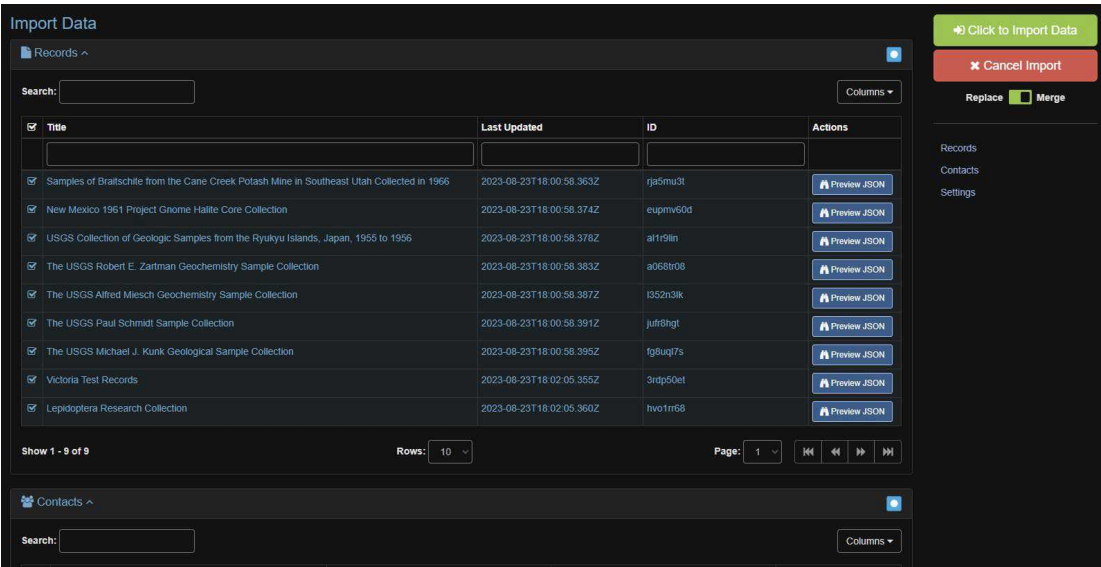 Import Data
Click to Import Data
Records
Cancel Import
Search:
Columns
Replace Merge
Title Last Updated ID Actions
Records
Contacts
Settings
Samples of Braitschite from the Cane Creek Potash Mine in Southeast Utah Collected in 1966 2023-08-23T18:00:58.363Z rja5mu3t Preview JSON
New Mexico 1961 Project Gnome Halite Core Collection 2023-08-23T18:00:58.374Z eupmv60d Preview JSON
USGS Collection of Geologic Samples from the Ryukyu Islands, Japan, 1955 to 1956 2023-08-23T18:00:58.378Z Preview JSON
The USGS Robert E. Zartman Geochemistry Sample Collection 2023-08-23T18:00:58.383Z a068tr08 Preview JSON
The USGS Alfred Miesch Geochemistry Sample Collection 2023-08-23T18:00:58.387Z Preview JSON
The USGS Paul Schmidt Sample Collection 2023-08-23T18:00:58.391Z jufr8hgt Preview JSON
The USGS Michael J. Kunk Geological Sample Collection 2023-08-23T18:00:58.395Z Preview JSON
Victoria Test Records 2023-08-23T18:02:05.355Z 3rdp50et Preview JSON
Lepidoptera Research Collection 2023-08-23T18:02:05.360Z hvo1rr68 Preview JSON
Show 1 - 9 of 9 Rows: 10 Page: 1
Contacts
Search:
Columns